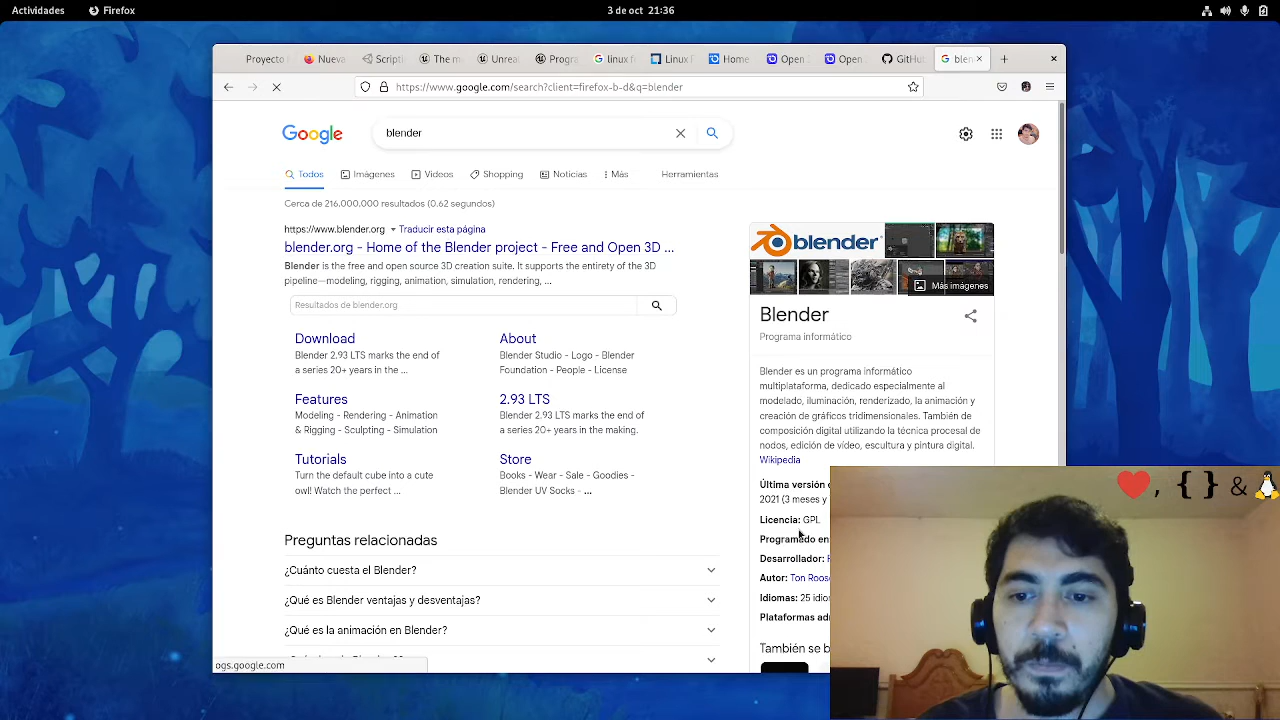 Actividades Firefox 3 de oct 21:36
Proyecto Nueva Scripti The m Unreal Progra linux f Linux F Home Open Open GitHu blen
https://www.google.com/search?client=firefox-b-d&q=blender
Google blender
Todos Imágenes Videos Shopping Noticias Más Herramientas
Cerca de 216,000,000 resultados (0.62 segundos)
https://www.blender.org Traducir esta página
blender.org - Home of the Blender project - Free and Open 3D ...
Blender is the free and open source 3D creation suite. It supports the entirety of the 3D
pipeline—modeling, rigging, animation, simulation, rendering, ...
Resultados de blender.org
Download
Blender 2.93 LTS marks the end of
a series 20+ years in the ...
About
Blender Studio - Logo - Blender
Foundation - People - License
Features
Modeling - Rendering - Animation
& Rigging - Sculpting - Simulation
2.93 LTS
Blender 2.93 LTS marks the end of
a series 20+ years in the making.
Tutorials
Turn the default cube into a cute
owl! Watch the perfect ...
Store
Books - Wear - Sale - Goodies -
Blender UV Socks - ...
Preguntas relacionadas
¿Cuánto cuesta el Blender?
¿Qué es Blender ventajas y desventajas?
¿Qué es la animación en Blender?
ogs.google.com
blender
Más imágenes
Blender
Programa informático
Blender es un programa informático
multiplataforma, dedicado especialmente al
modelado, iluminación, renderizado, la animación y
creación de gráficos tridimensionales. También de
composición digital utilizando la técnica procesal de
nodos, edición de vídeo, escultura y pintura digital.
Wikipedia
Última versión
2021 (3 meses y
Licencia: GPL
Programado en
Desarrollador:
Autor: Ton Roos
Idiomas: 25 idio
Plataformas ad
También se b
, { } &